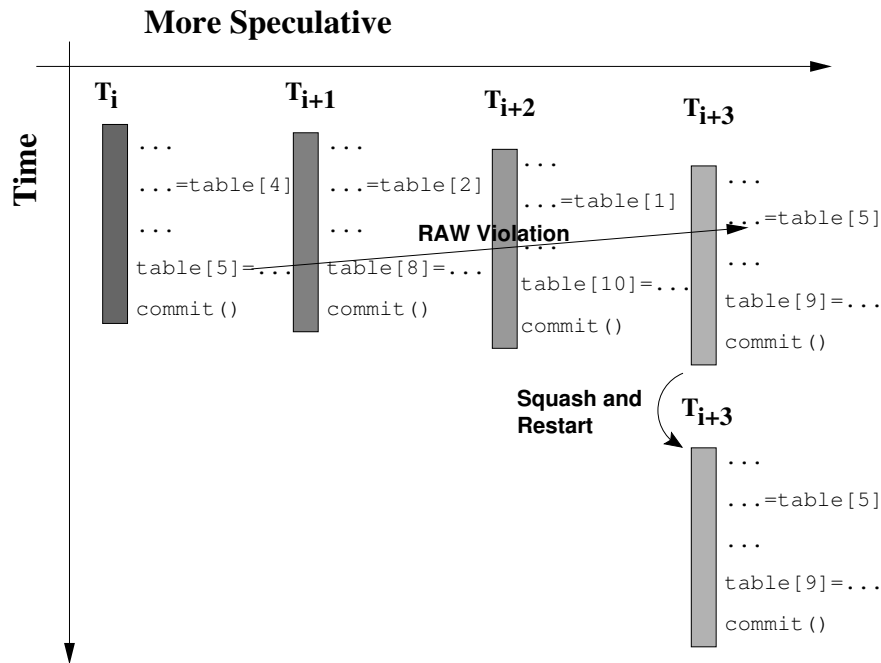 More Speculative
Time
Ti
...
...=table[4]
...
table[5]=...
commit()
Ti+1
...
...=table[2]
...
table[8]=...
commit()
Ti+2
...
...=table[1]
...
table[10]=...
commit()
Ti+3
...
...=table[5]
...
table[9]=...
commit()
RAW Violation
Squash and
Restart
Ti+3
...
...=table[5]
...
table[9]=...
commit()